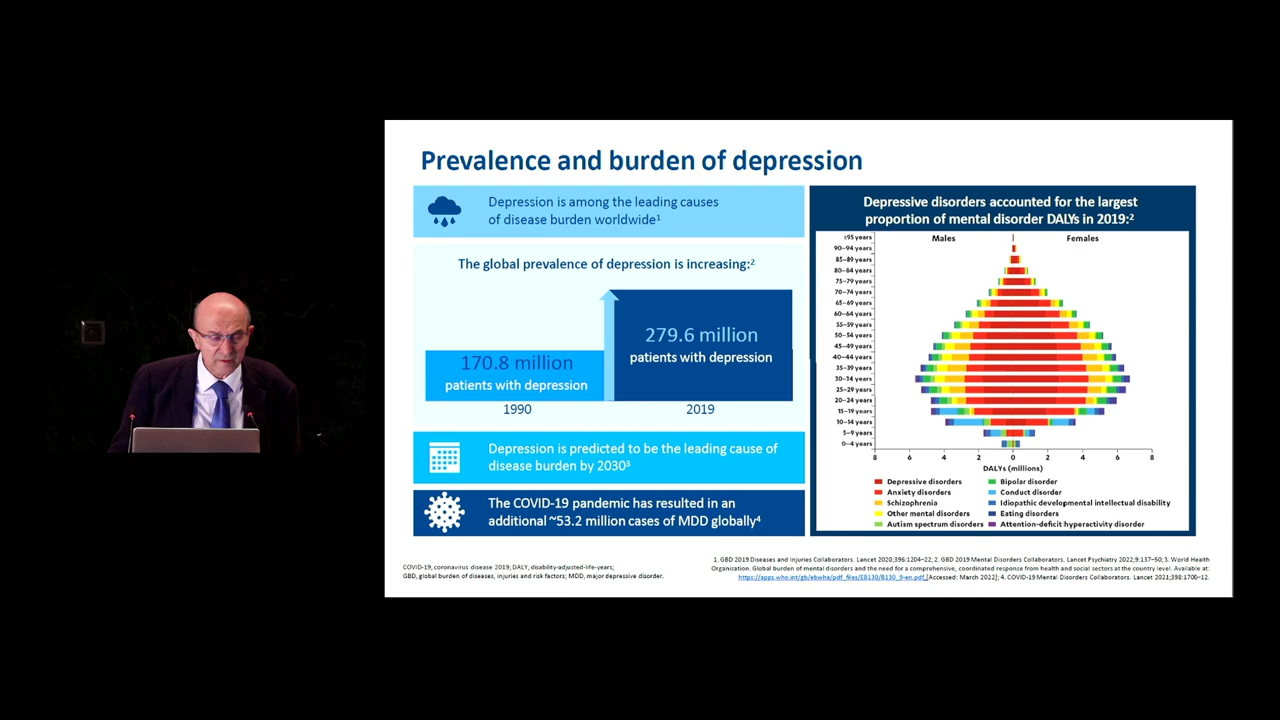 Prevalence and burden of depression
Depression is among the leading causes
of disease burden worldwide¹
The global prevalence of depression is increasing:²
170.8 million
patients with depression
1990
279.6 million
patients with depression
2019
Depression is predicted to be the leading cause of
disease burden by 2030³
The COVID-19 pandemic has resulted in an
additional ~53.2 million cases of MDD globally⁴
Depressive disorders accounted for the largest
proportion of mental disorder DALYs in 2019:²
Males
Females
≥95 years
90–94 years
85–89 years
80–84 years
75–79 years
70–74 years
65–69 years
60–64 years
55–59 years
50–54 years
45–49 years
40–44 years
35–39 years
30–34 years
25–29 years
20–24 years
15–19 years
10–14 years
5–9 years
0–4 years
8 6 4 2 0 2 4 6 8
DALYs (millions)
Depressive disorders
Anxiety disorders
Schizophrenia
Other mental disorders
Autism spectrum disorders
Bipolar disorder
Conduct disorder
Idiopathic developmental intellectual disability
Eating disorders
Attention-deficit hyperactivity disorder
COVID-19, coronavirus disease 2019; DALY, disability-adjusted-life-years;
GBD, global burden of diseases, injuries and risk factors; MDD, major depressive disorder.
1. GBD 2019 Diseases and Injuries Collaborators. Lancet 2020;396:1204–22; 2. GBD 2019 Mental Disorders Collaborators. Lancet Psychiatry 2022;9:137–50; 3. World Health
Organisation. Global burden of mental disorders and the need for a comprehensive, coordinated response from health and social sectors at the country level. Available at:
https://apps.who.int/gb/ebwha/pdf_files/EB130/B130_9-en.pdf [Accessed: March 2022]; 4. COVID-19 Mental Disorders Collaborators. Lancet 2021;398:1700–12.